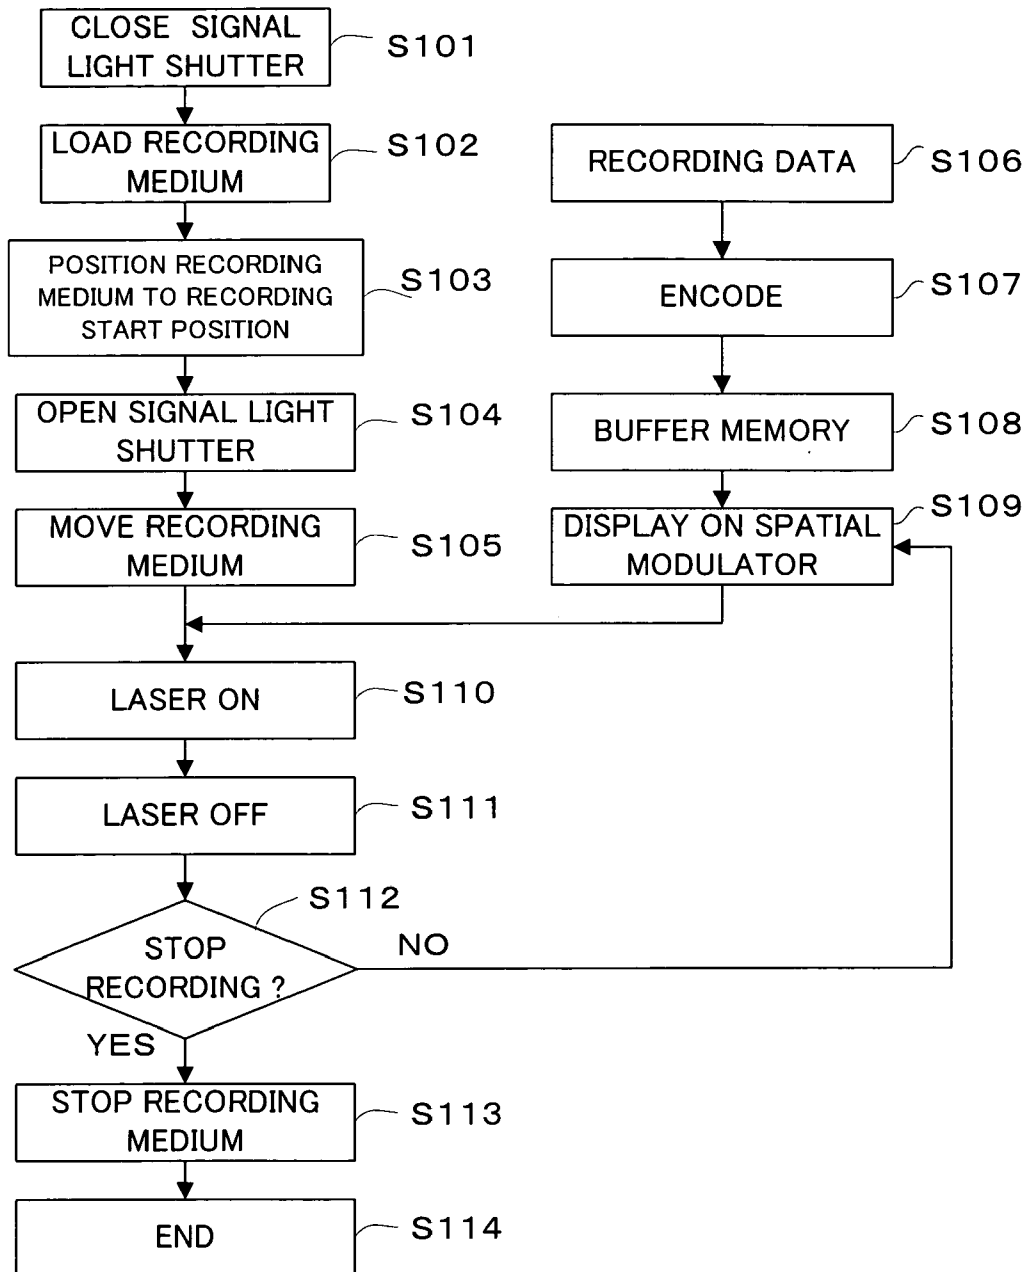 CLOSE SIGNAL
LIGHT SHUTTER
S101
LOAD RECORDING
MEDIUM
S102
POSITION RECORDING
MEDIUM TO RECORDING
START POSITION
S103
OPEN SIGNAL LIGHT
SHUTTER
S104
MOVE RECORDING
MEDIUM
S105
RECORDING DATA
S106
ENCODE
S107
BUFFER MEMORY
S108
DISPLAY ON SPATIAL
MODULATOR
S109
LASER ON
S110
LASER OFF
S111
STOP
RECORDING ?
S112
NO
YES
STOP RECORDING
MEDIUM
S113
END
S114